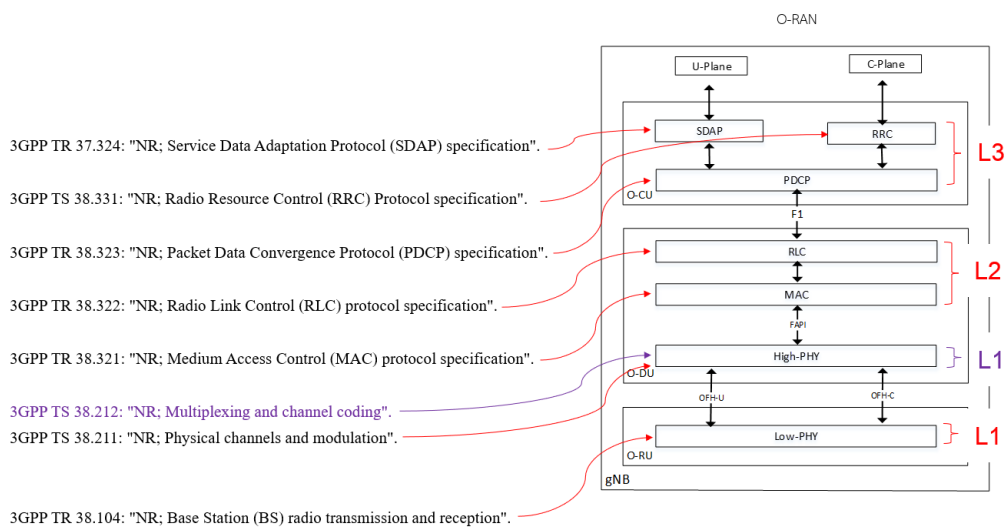 O-RAN
U-Plane
C-Plane
3GPP TR 37.324: "NR; Service Data Adaptation Protocol (SDAP) specification".
SDAP
RRC
L3
3GPP TS 38.331: "NR; Radio Resource Control (RRC) Protocol specification".
PDCP
O-CU
F1
3GPP TR 38.323: "NR; Packet Data Convergence Protocol (PDCP) specification".
RLC
L2
3GPP TR 38.322: "NR; Radio Link Control (RLC) protocol specification".
MAC
FAPI
3GPP TR 38.321: "NR; Medium Access Control (MAC) protocol specification".
High-PHY
L1
O-DU
OFH-U
OFH-C
3GPP TS 38.212: "NR; Multiplexing and channel coding".
3GPP TS 38.211: "NR; Physical channels and modulation".
Low-PHY
L1
O-RU
gNB
3GPP TR 38.104: "NR; Base Station (BS) radio transmission and reception".